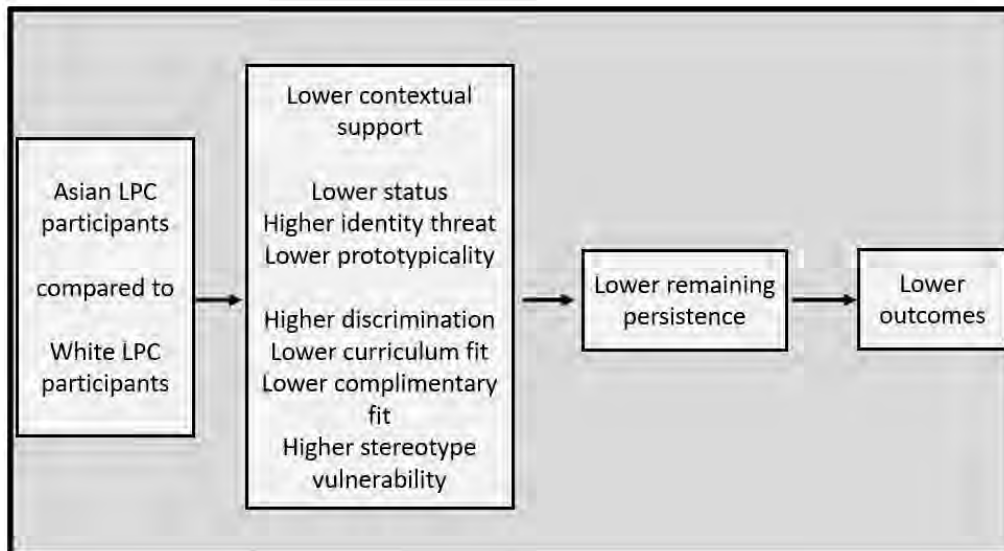 Asian LPC
participants
compared to
White LPC
participants
Lower contextual
support
Lower status
Higher identity threat
Lower prototypicality
Higher discrimination
Lower curriculum fit
Lower complimentary
fit
Higher stereotype
vulnerability
Lower remaining
persistence
Lower
outcomes